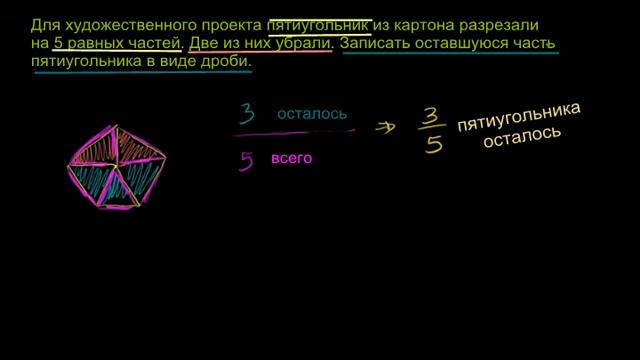 Для художественного проекта пятиугольник из картона разрезали
на 5 равных частей. Две из них убрали. Записать оставшуюся часть
пятиугольника в виде дроби.
3 осталось
5 всего
3
5
пятиугольника
осталось